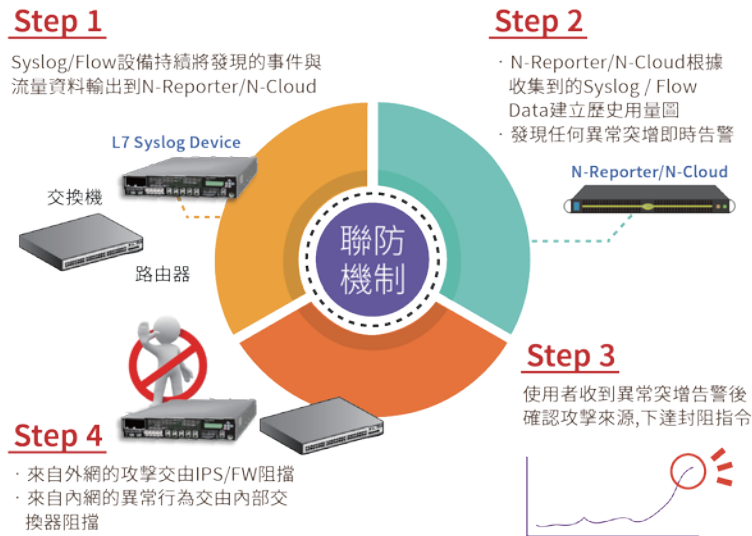 Step 1
Syslog/Flow設備持續將發現的事件與
流量資料輸出到N-Reporter/N-Cloud
L7 Syslog Device
交換機
路由器
Step 2
· N-Reporter/N-Cloud根據
收集到的Syslog / Flow
Data建立歷史用量圖
· 發現任何異常突增即時告警
N-Reporter/N-Cloud
聯防
機制
Step 3
使用者收到異常突增告警後
確認攻擊來源,下達封阻指令
Step 4
· 來自外網的攻擊交由IPS/FW阻擋
· 來自內網的異常行為交由內部交
換器阻擋